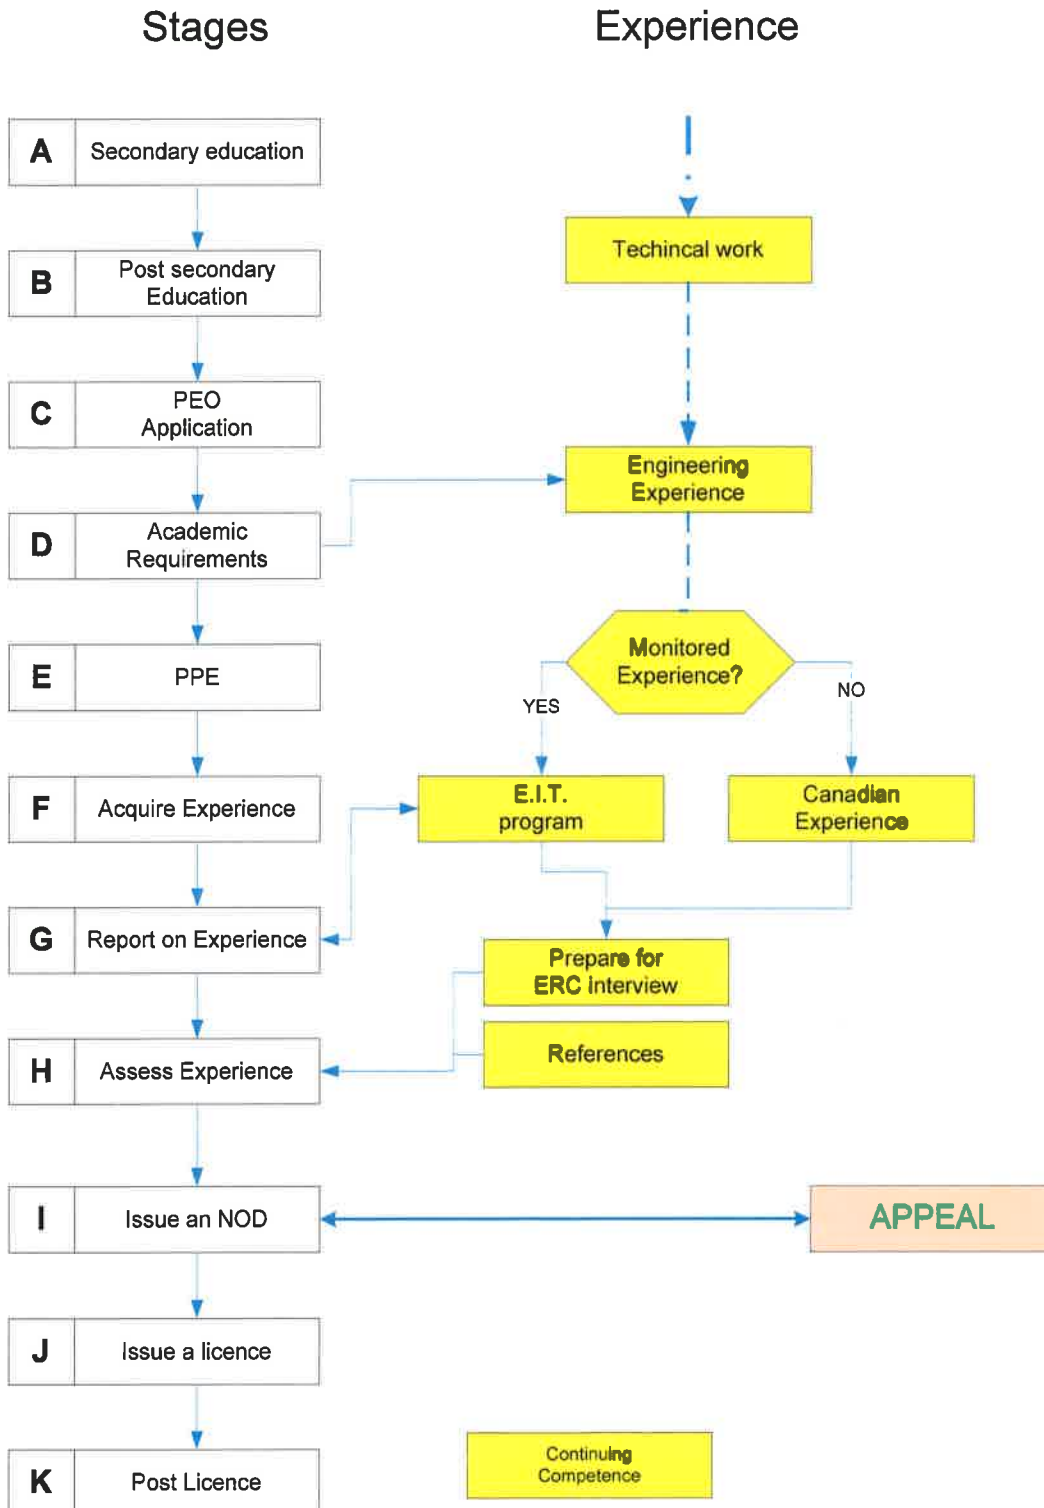 Stages
Experience
A
Secondary education
B
Post secondary
Education
C
PEO
Application
D
Academic
Requirements
E
PPE
F
Acquire Experience
G
Report on Experience
H
Assess Experience
I
Issue an NOD
J
Issue a licence
K
Post Licence
Techincal work
Engineering
Experience
Monitored
Experience?
YES
NO
E.I.T.
program
Canadian
Experience
Prepare for
ERC Interview
References
APPEAL
Continuing
Competence